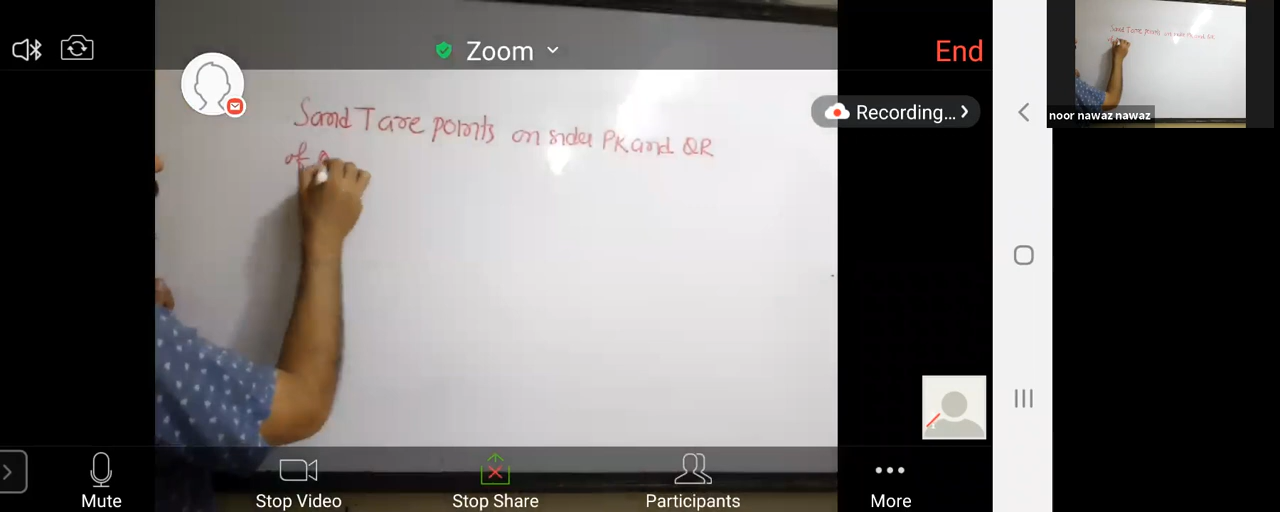 Zoom
End
Recording...
S and T are points on sides PR and QR
of
noor nawaz nawaz
Mute
Stop Video
Stop Share
Participants
More